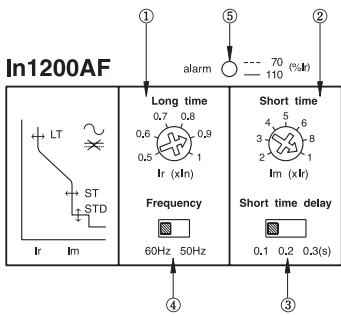 ① ⑤ ②
In1200AF
alarm --- 70 (%Ir)
— 110
Long time
0.5 0.6 0.7 0.8 0.9 1
Ir (xIn)
Short time
2 3 4 5 6 8 10
Im (xIr)
LT
ST
STD
Ir Im
Frequency
60Hz 50Hz
Short time delay
0.1 0.2 0.3(s)
④ ③